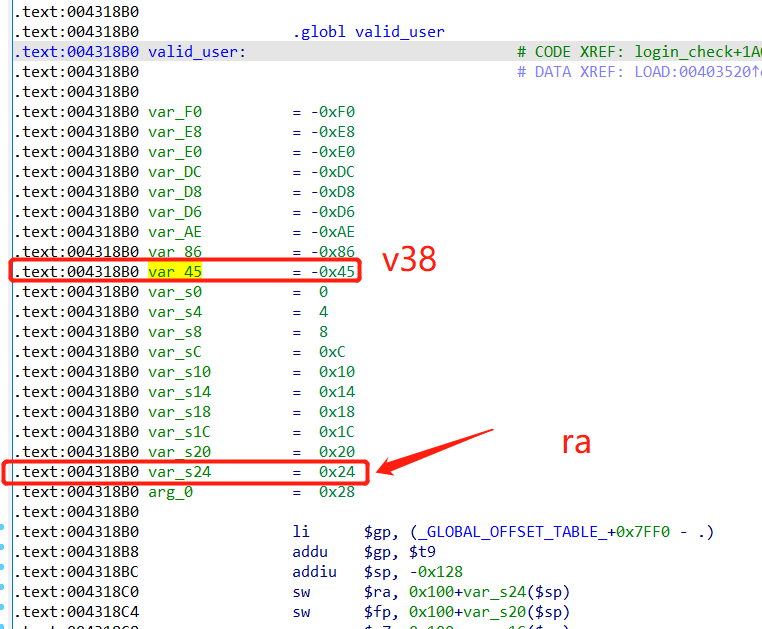 .text:004318B0
.text:004318B0 .globl valid_user
.text:004318B0 valid_user: # CODE XREF: login_check+1A
.text:004318B0 # DATA XREF: LOAD:00403520↑
.text:004318B0
.text:004318B0 var_F0 = -0xF0
.text:004318B0 var_E8 = -0xE8
.text:004318B0 var_E0 = -0xE0
.text:004318B0 var_DC = -0xDC
.text:004318B0 var_D8 = -0xD8
.text:004318B0 var_D6 = -0xD6
.text:004318B0 var_AE = -0xAE
.text:004318B0 var_86 = -0x86
v38
.text:004318B0 var_45 = -0x45
.text:004318B0 var_s0 = 0
.text:004318B0 var_s4 = 4
.text:004318B0 var_s8 = 8
.text:004318B0 var_sC = 0xC
.text:004318B0 var_s10 = 0x10
.text:004318B0 var_s14 = 0x14
.text:004318B0 var_s18 = 0x18
.text:004318B0 var_s1C = 0x1C
ra
.text:004318B0 var_s20 = 0x20
.text:004318B0 var_s24 = 0x24
.text:004318B0 arg_0 = 0x28
.text:004318B0
.text:004318B0 li $gp, (_GLOBAL_OFFSET_TABLE_+0x7FF0 - .)
.text:004318B8 addu $gp, $t9
.text:004318BC addiu $sp, -0x128
.text:004318C0 sw $ra, 0x100+var_s24($sp)
.text:004318C4 sw $fp, 0x100+var_s20($sp)